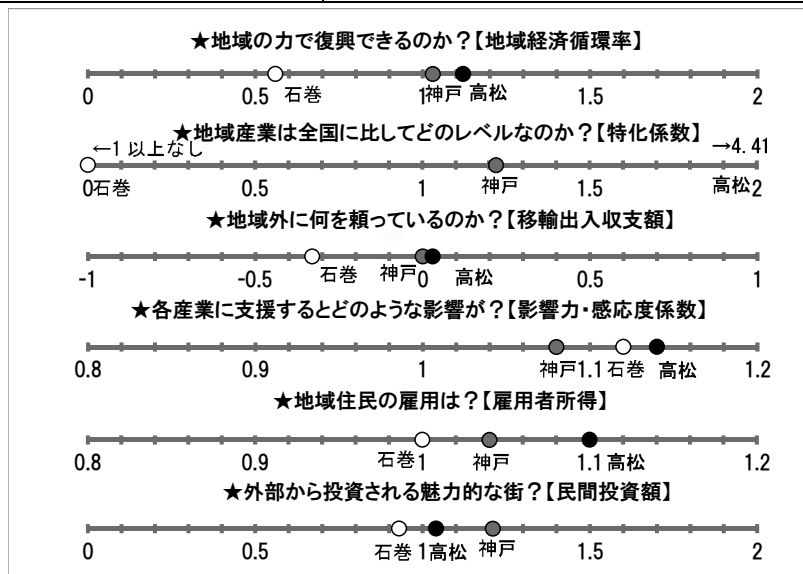 ★地域の力で復興できるのか？【地域経済循環率】
0 0.5 石巻 1 神戸 高松 1.5 2
★地域産業は全国に比してどのレベルなのか？【特化係数】
←1 以上なし →4.41
0 石巻 0.5 1 神戸 1.5 高松 2
★地域外に何を頼っているのか？【移輸出入収支額】
-1 -0.5 石巻 神戸 0 高松 0.5 1
★各産業に支援するとどのような影響が？【影響力・感応度係数】
0.8 0.9 1 神戸 1.1 石巻 高松 1.2
★地域住民の雇用は？【雇用者所得】
0.8 0.9 石巻 1 神戸 1.1 高松 1.2
★外部から投資される魅力的な街？【民間投資額】
0 0.5 石巻 1 高松 神戸 1.5 2